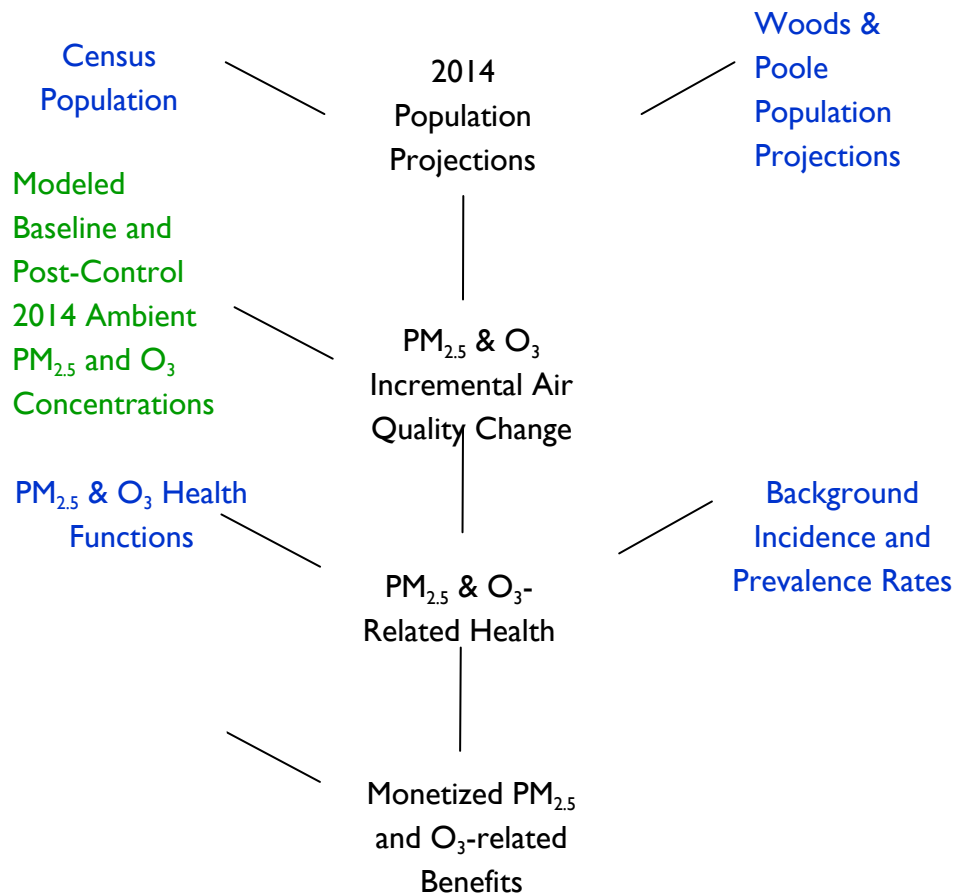 Census
Population
2014
Population
Projections
Woods &
Poole
Population
Projections
Modeled
Baseline and
Post-Control
2014 Ambient
PM2.5 and O3
Concentrations
PM2.5 & O3
Incremental Air
Quality Change
PM2.5 & O3 Health
Functions
Background
Incidence and
Prevalence Rates
PM2.5 & O3-
Related Health
Monetized PM2.5
and O3-related
Benefits